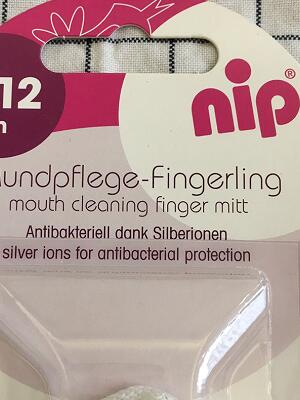 12
nip®
undpflege-Fingerling
mouth cleaning finger mitt
Antibakteriell dank Silberionen
silver ions for antibacterial protection